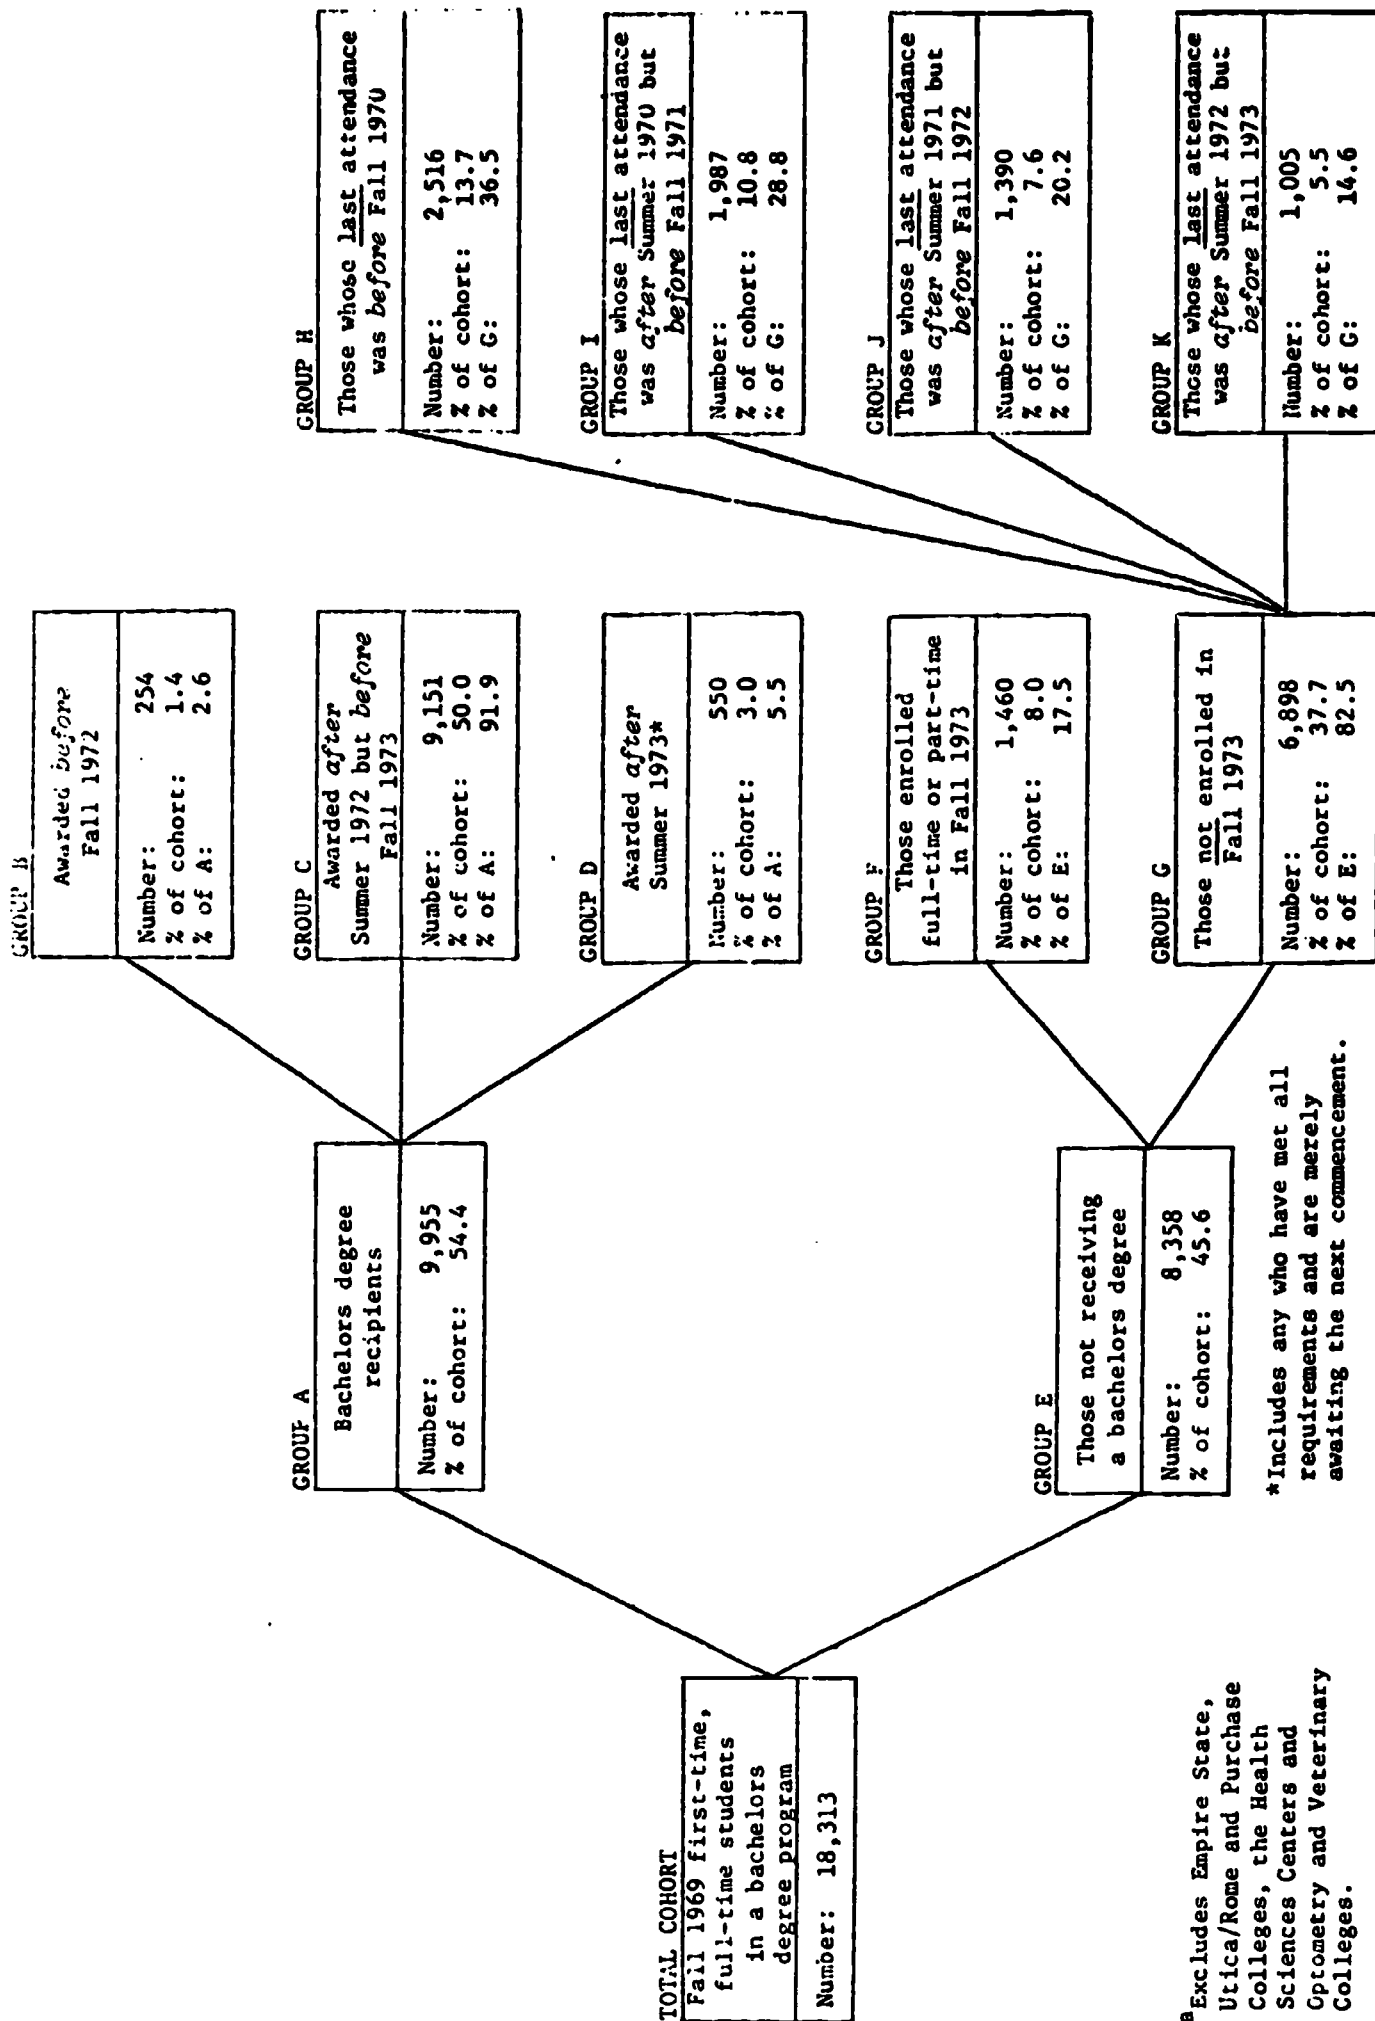 TOTAL COHORT
Fall 1969 first-time,
full-time students
in a bachelors
degree program
Number: 18,313
GROUP A
Bachelors degree
recipients
Number: 9,955
% of cohort: 54.4
GROUP E
Those not receiving
a bachelors degree
Number: 8,358
% of cohort: 45.6
GROUP B
Awarded before
Fall 1972
Number: 254
% of cohort: 1.4
% of A: 2.6
GROUP C
Awarded after
Summer 1972 but before
Fall 1973
Number: 9,151
% of cohort: 50.0
% of A: 91.9
GROUP D
Awarded after
Summer 1973*
Number: 550
% of cohort: 3.0
% of A: 5.5
GROUP F
Those enrolled
full-time or part-time
in Fall 1973
Number: 1,460
% of cohort: 8.0
% of E: 17.5
GROUP G
Those not enrolled in
Fall 1973
Number: 6,898
% of cohort: 37.7
% of E: 82.5
GROUP H
Those whose last attendance
was before Fall 1970
Number: 2,516
% of cohort: 13.7
% of G: 36.5
GROUP I
Those whose last attendance
was after Summer 1970 but
before Fall 1971
Number: 1,987
% of cohort: 10.8
% of G: 28.8
GROUP J
Those whose last attendance
was after Summer 1971 but
before Fall 1972
Number: 1,390
% of cohort: 7.6
% of G: 20.2
GROUP K
Those whose last attendance
was after Summer 1972 but
before Fall 1973
Number: 1,005
% of cohort: 5.5
% of G: 14.6
a Excludes Empire State,
Utica/Rome and Purchase
Colleges, the Health
Sciences Centers and
Optometry and Veterinary
Colleges.
*Includes any who have met all
requirements and are merely
awaiting the next commencement.